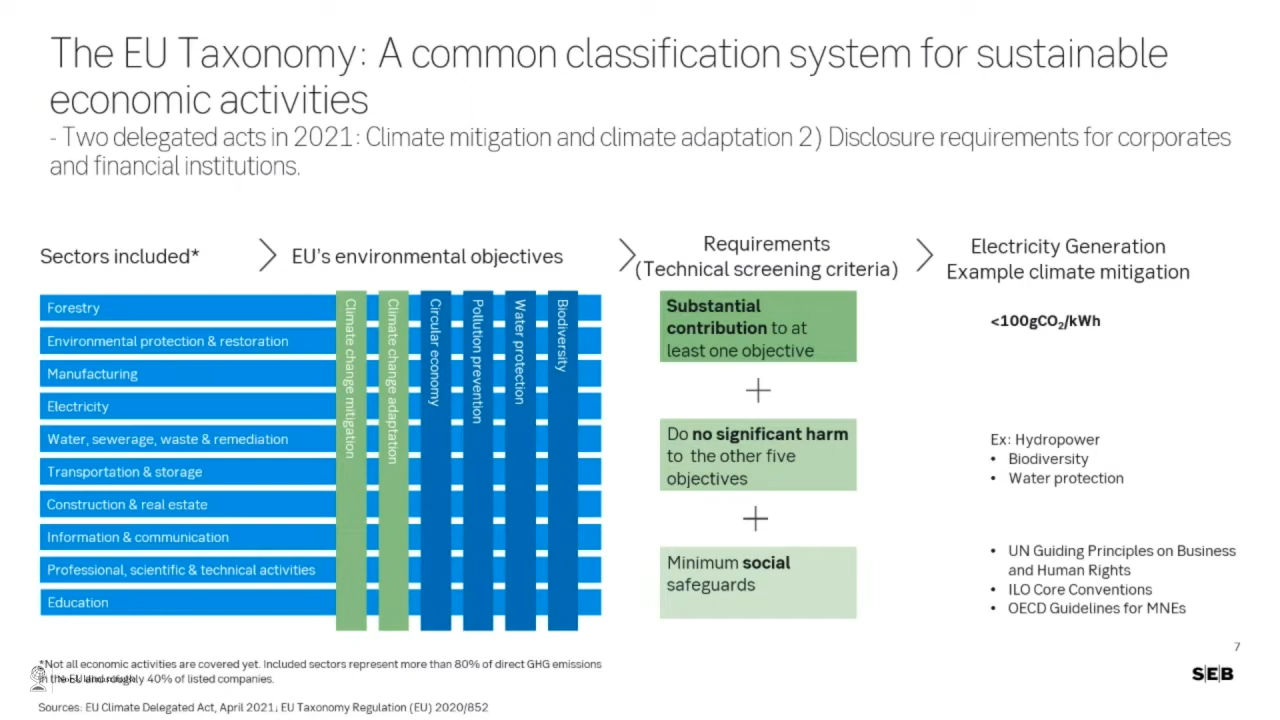 The EU Taxonomy: A common classification system for sustainable
economic activities
- Two delegated acts in 2021: Climate mitigation and climate adaptation 2) Disclosure requirements for corporates
and financial institutions.
Sectors included*
EU's environmental objectives
Requirements
(Technical screening criteria)
Electricity Generation
Example climate mitigation
Forestry
Environmental protection & restoration
Manufacturing
Electricity
Water, sewerage, waste & remediation
Transportation & storage
Construction & real estate
Information & communication
Professional, scientific & technical activities
Education
Climate change mitigation
Climate change adaptation
Circular economy
Pollution prevention
Water protection
Biodiversity
Substantial
contribution to at
least one objective
+
Do no significant harm
to the other five
objectives
+
Minimum social
safeguards
<100gCO₂/kWh
Ex: Hydropower
• Biodiversity
• Water protection
• UN Guiding Principles on Business
and Human Rights
• ILO Core Conventions
• OECD Guidelines for MNEs
7
*Not all economic activities are covered yet. Included sectors represent more than 80% of direct GHG emissions
in the EU and roughly 40% of listed companies.
Sources: EU Climate Delegated Act, April 2021; EU Taxonomy Regulation (EU) 2020/852
SEB